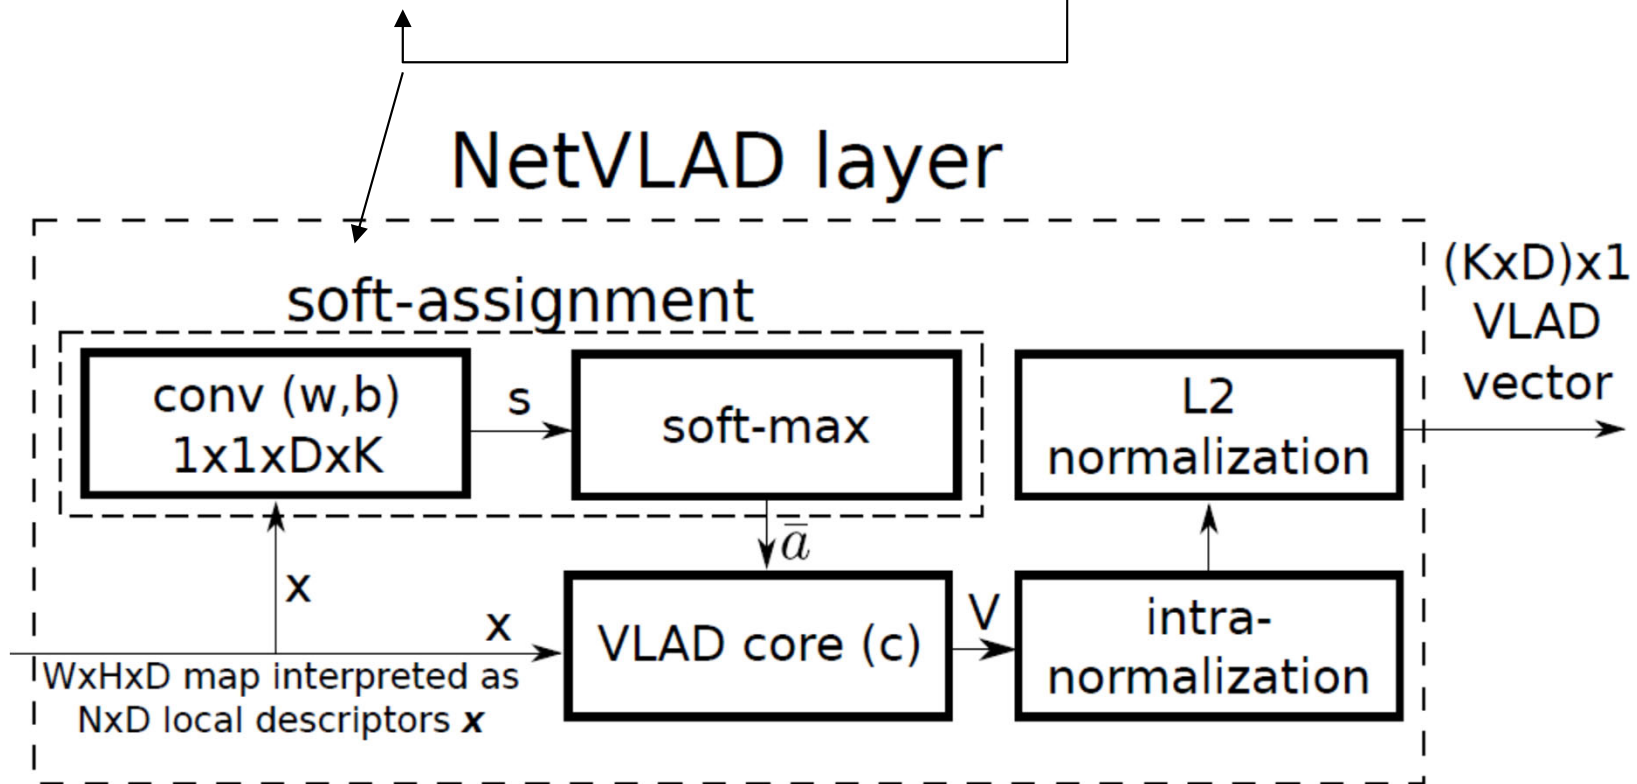 NetVLAD layer
soft-assignment
conv (w,b)
1x1xDxK
s
soft-max
L2
normalization
(KxD)x1
VLAD
vector
x
a̅
x
VLAD core (c)
V
intra-
normalization
WxHxD map interpreted as
NxD local descriptors x